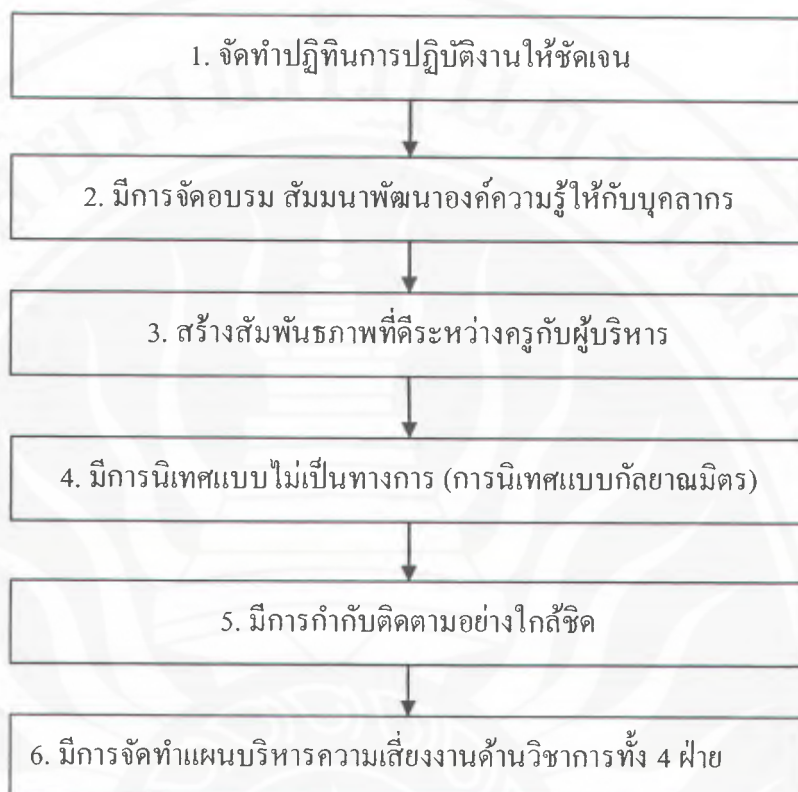 1. จัดทำปฏิทินการปฏิบัติงานให้ชัดเจน
2. มีการจัดอบรม สัมมนาพัฒนาองค์ความรู้ให้กับบุคลากร
3. สร้างสัมพันธภาพที่ดีระหว่างครูกับผู้บริหาร
4. มีการนิเทศแบบไม่เป็นทางการ (การนิเทศแบบกัลยาณมิตร)
5. มีการกำกับติดตามอย่างใกล้ชิด
6. มีการจัดทำแผนบริหารความเสี่ยงงานด้านวิชาการทั้ง 4 ฝ่าย